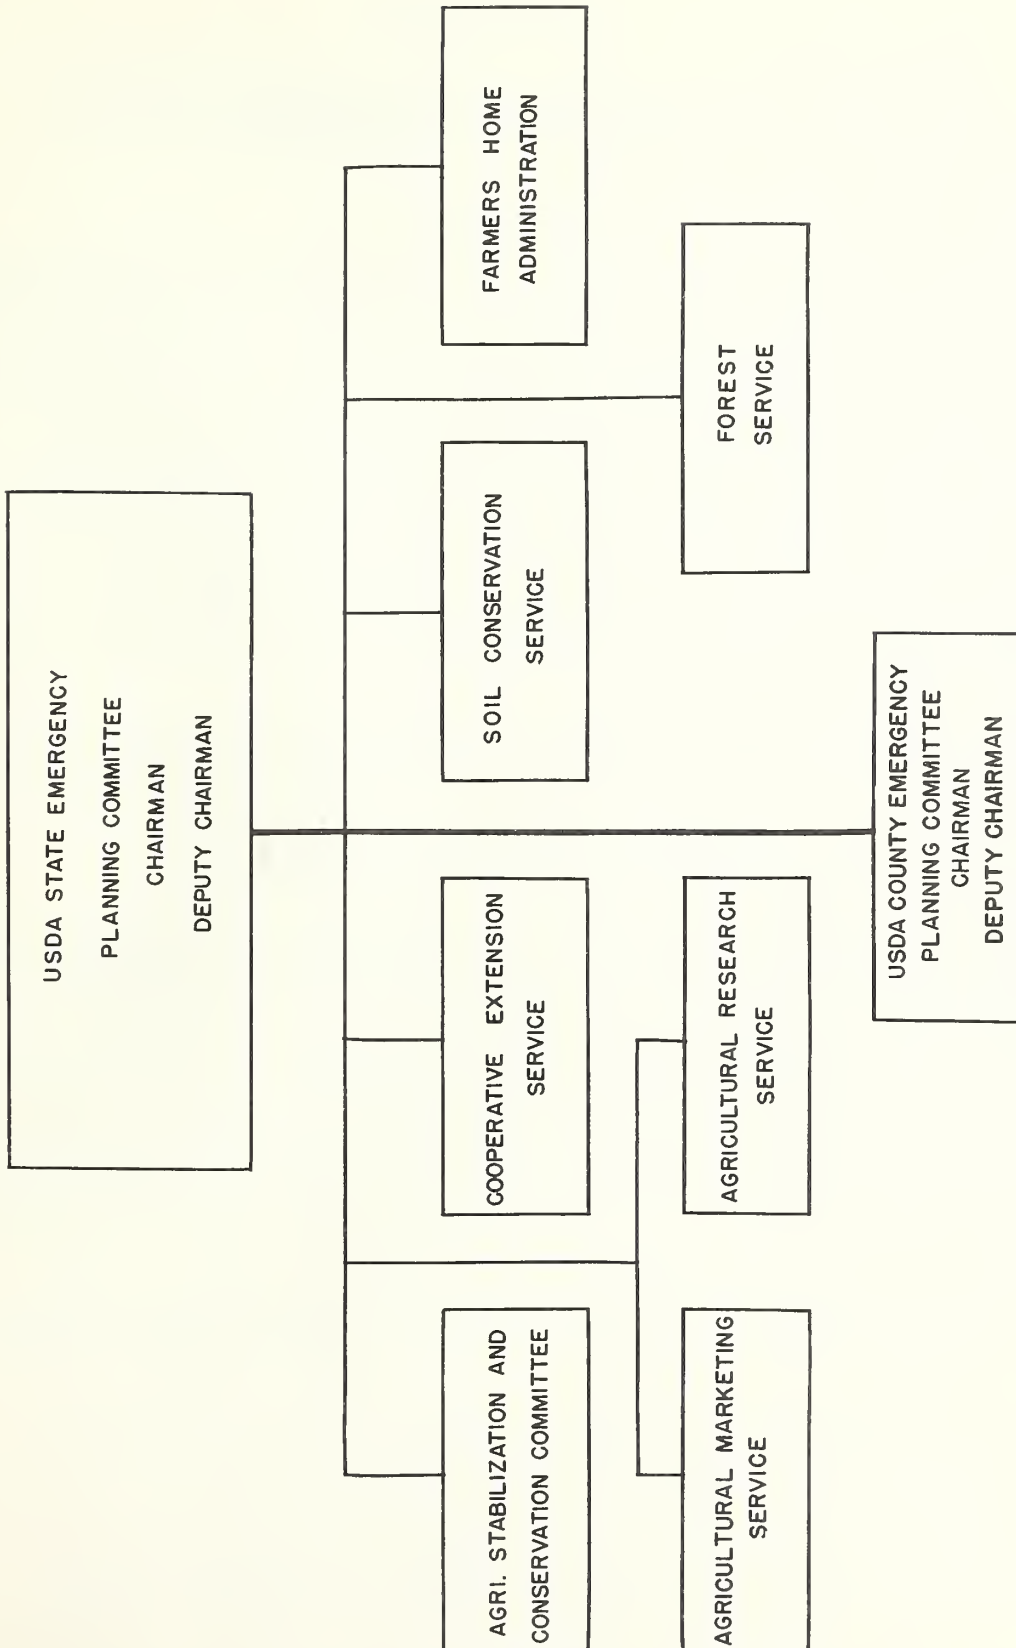 USDA STATE EMERGENCY
PLANNING COMMITTEE
CHAIRMAN
DEPUTY CHAIRMAN
AGRI. STABILIZATION AND
CONSERVATION COMMITTEE
COOPERATIVE EXTENSION
SERVICE
SOIL CONSERVATION
SERVICE
FARMERS HOME
ADMINISTRATION
AGRICULTURAL MARKETING
SERVICE
AGRICULTURAL RESEARCH
SERVICE
FOREST
SERVICE
USDA COUNTY EMERGENCY
PLANNING COMMITTEE
CHAIRMAN
DEPUTY CHAIRMAN